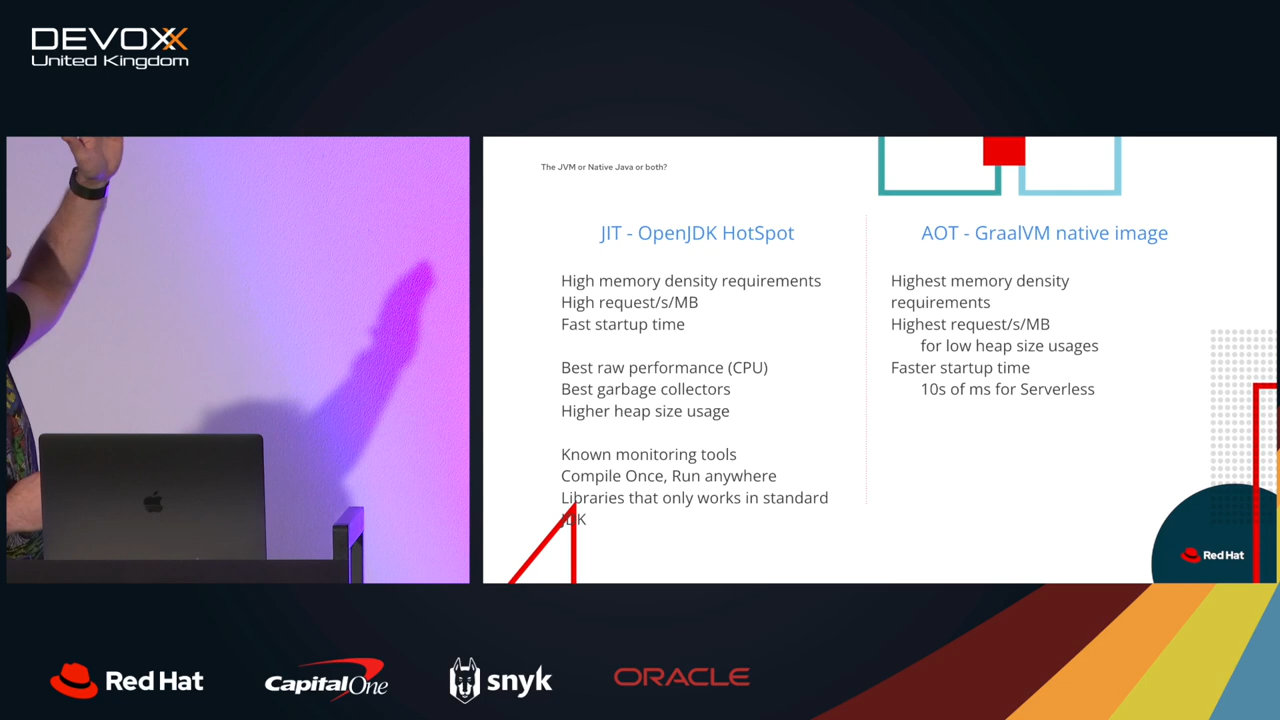 DEVOXX
United Kingdom
The JVM or Native Java or both?
JIT - OpenJDK HotSpot
High memory density requirements
High request/s/MB
Fast startup time
Best raw performance (CPU)
Best garbage collectors
Higher heap size usage
Known monitoring tools
Compile Once, Run anywhere
Libraries that only works in standard
JDK
AOT - GraalVM native image
Highest memory density
requirements
Highest request/s/MB
for low heap size usages
Faster startup time
10s of ms for Serverless
Red Hat
Red Hat
CapitalOne
snyk
ORACLE